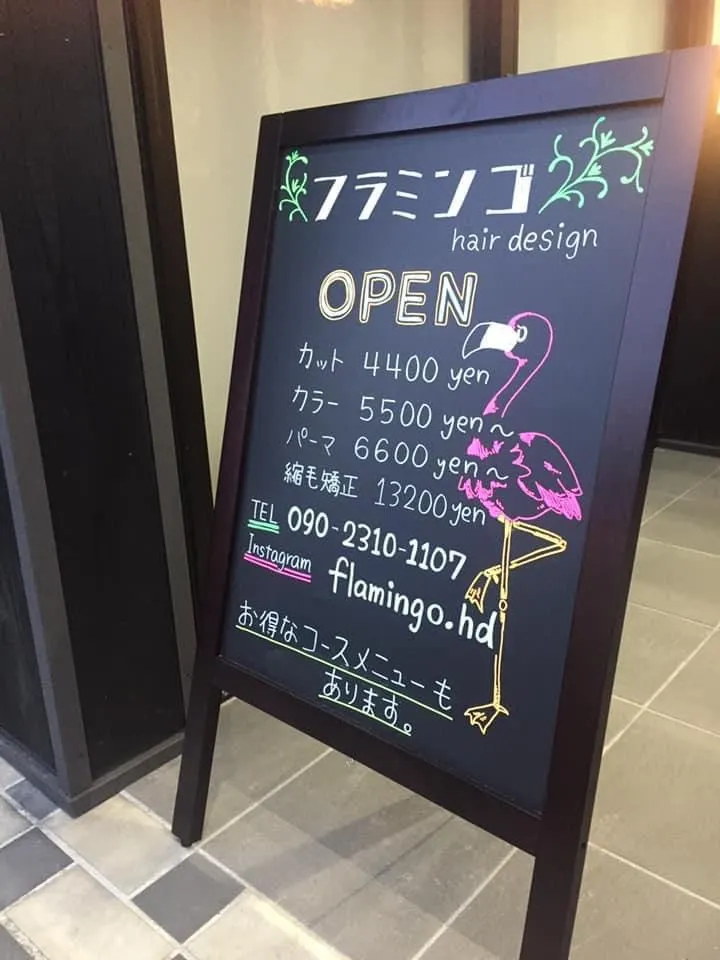 フラミンゴ
hair design
OPEN
カット 4400 yen
カラー 5500 yen～
パーマ 6600 yen～
縮毛矯正 13200 yen
TEL 090-2310-1107
Instagram flamingo.hd
お得なコースメニューも
あります。